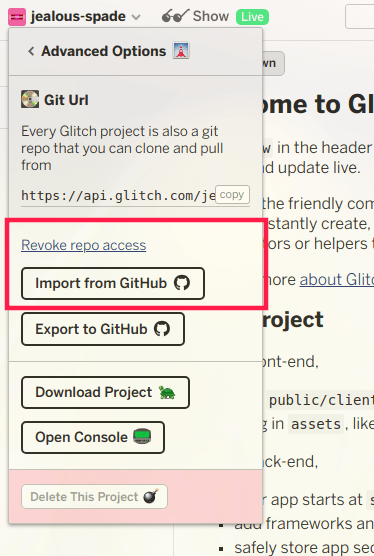 jealous-spade Show Live
Advanced Options
Git Url
Every Glitch project is also a git
repo that you can clone and pull
from
https://api.glitch.com/je copy
Revoke repo access
Import from GitHub
Export to GitHub
Download Project
Open Console
Delete This Project
wn
ome to Gl
w in the header
nd update live.
the friendly com
stantly create,
tors or helpers t
more about Glitc
roject
ont-end,
public/client
g in assets, like
ck-end,
r app starts at s
add frameworks an
safely store app sec